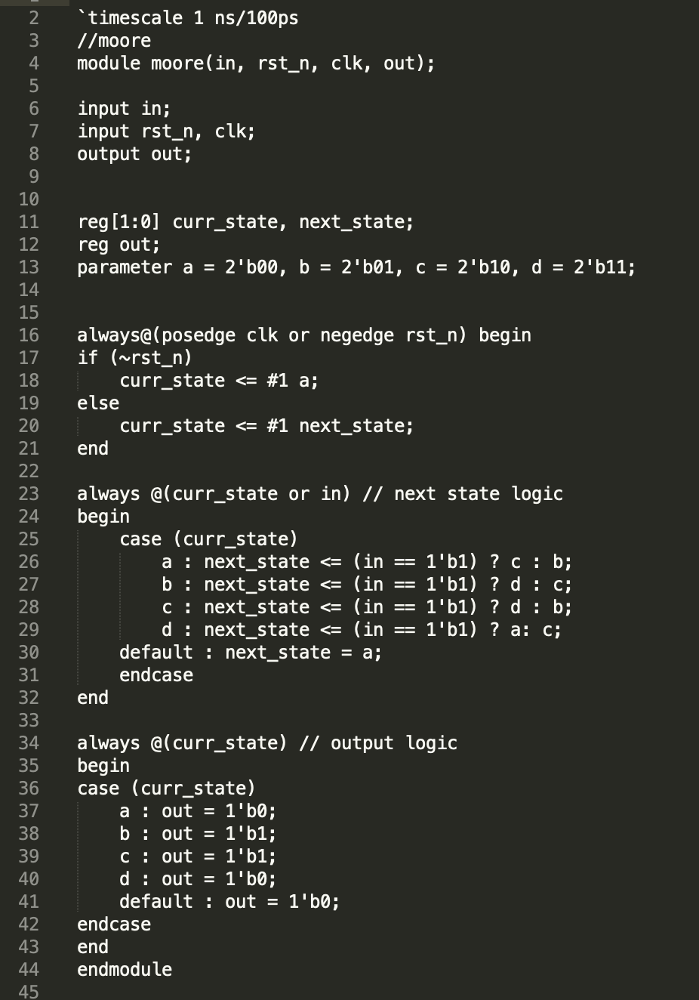 2 `timescale 1 ns/100ps
3 //moore
4 module moore(in, rst_n, clk, out);
5
6 input in;
7 input rst_n, clk;
8 output out;
9
10
11 reg[1:0] curr_state, next_state;
12 reg out;
13 parameter a = 2'b00, b = 2'b01, c = 2'b10, d = 2'b11;
14
15
16 always@(posedge clk or negedge rst_n) begin
17 if (~rst_n)
18     curr_state <= #1 a;
19 else
20     curr_state <= #1 next_state;
21 end
22
23 always @(curr_state or in) // next state logic
24 begin
25     case (curr_state)
26         a : next_state <= (in == 1'b1) ? c : b;
27         b : next_state <= (in == 1'b1) ? d : c;
28         c : next_state <= (in == 1'b1) ? d : b;
29         d : next_state <= (in == 1'b1) ? a: c;
30     default : next_state = a;
31     endcase
32 end
33
34 always @(curr_state) // output logic
35 begin
36 case (curr_state)
37     a : out = 1'b0;
38     b : out = 1'b1;
39     c : out = 1'b1;
40     d : out = 1'b0;
41     default : out = 1'b0;
42 endcase
43 end
44 endmodule
45